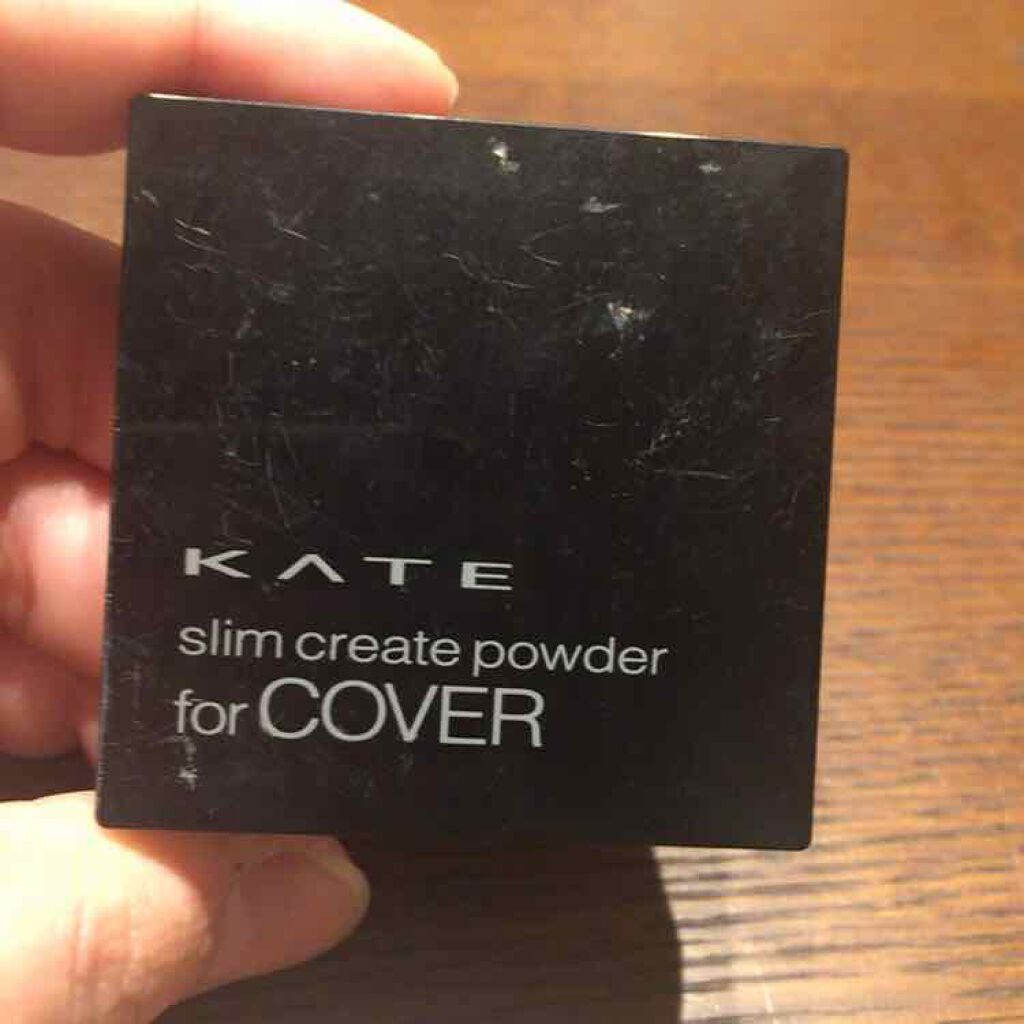 KATE
slim create powder
for COVER